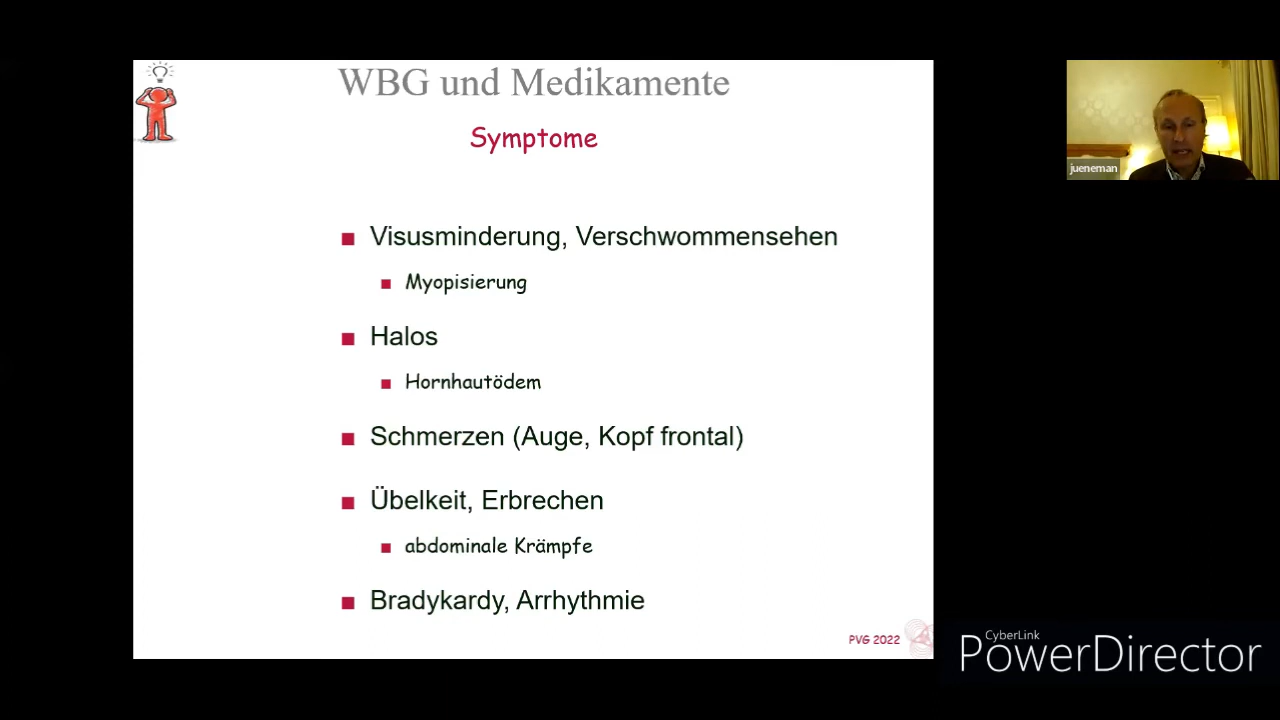 WBG und Medikamente
Symptome
Visusminderung, Verschwommensehen
Myopisierung
Halos
Hornhautödem
Schmerzen (Auge, Kopf frontal)
Übelkeit, Erbrechen
abdominale Krämpfe
Bradykardy, Arrhythmie
PVG 2022
jueneman
CyberLink
PowerDirector